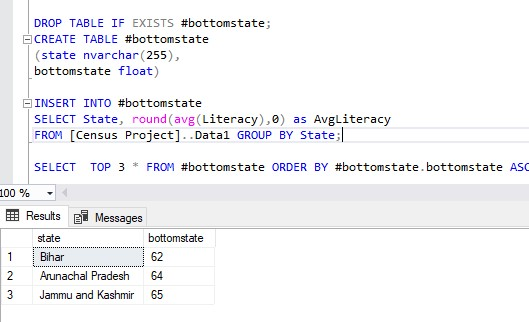 DROP TABLE IF EXISTS #bottomstate;
CREATE TABLE #bottomstate
(state nvarchar(255),
bottomstate float)
INSERT INTO #bottomstate
SELECT State, round(avg(Literacy),0) as AvgLiteracy
FROM [Census Project]..Data1 GROUP BY State;
SELECT  TOP 3 * FROM #bottomstate ORDER BY #bottomstate.bottomstate ASC
100 %
Results Messages
state bottomstate
1 Bihar 62
2 Arunachal Pradesh 64
3 Jammu and Kashmir 65